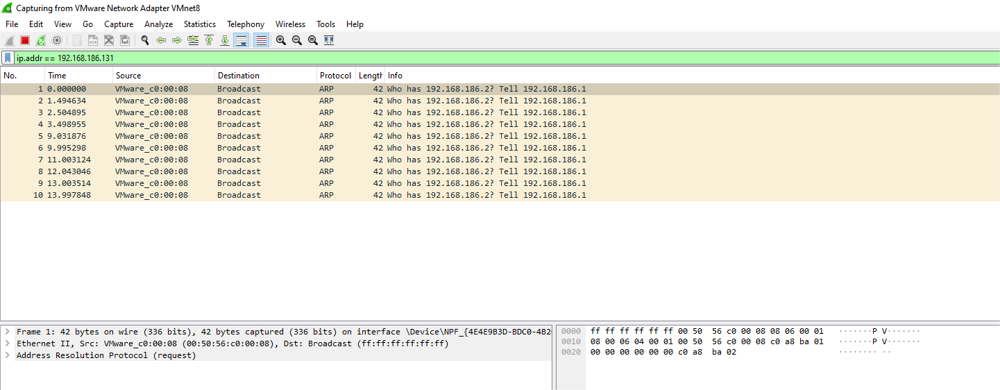 Capturing from VMware Network Adapter VMnet8
File Edit View Go Capture Analyze Statistics Telephony Wireless Tools Help
ip.addr == 192.168.186.131
No. Time Source Destination Protocol Length Info
1 0.000000 VMware_c0:00:08 Broadcast ARP 42 Who has 192.168.186.2? Tell 192.168.186.1
2 1.494634 VMware_c0:00:08 Broadcast ARP 42 Who has 192.168.186.2? Tell 192.168.186.1
3 2.504895 VMware_c0:00:08 Broadcast ARP 42 Who has 192.168.186.2? Tell 192.168.186.1
4 3.498955 VMware_c0:00:08 Broadcast ARP 42 Who has 192.168.186.2? Tell 192.168.186.1
5 9.031876 VMware_c0:00:08 Broadcast ARP 42 Who has 192.168.186.2? Tell 192.168.186.1
6 9.995298 VMware_c0:00:08 Broadcast ARP 42 Who has 192.168.186.2? Tell 192.168.186.1
7 11.003124 VMware_c0:00:08 Broadcast ARP 42 Who has 192.168.186.2? Tell 192.168.186.1
8 12.043046 VMware_c0:00:08 Broadcast ARP 42 Who has 192.168.186.2? Tell 192.168.186.1
9 13.003514 VMware_c0:00:08 Broadcast ARP 42 Who has 192.168.186.2? Tell 192.168.186.1
10 13.997848 VMware_c0:00:08 Broadcast ARP 42 Who has 192.168.186.2? Tell 192.168.186.1
Frame 1: 42 bytes on wire (336 bits), 42 bytes captured (336 bits) on interface \Device\NPF_{4E4E9B3D-BDC0-4B2
Ethernet II, Src: VMware_c0:00:08 (00:50:56:c0:00:08), Dst: Broadcast (ff:ff:ff:ff:ff:ff)
Address Resolution Protocol (request)
0000 ff ff ff ff ff ff 00 50 56 c0 00 08 08 06 00 01 ·······P V·······
0010 08 00 06 04 00 01 00 50 56 c0 00 08 c0 a8 ba 01 ·······P V·······
0020 00 00 00 00 00 00 c0 a8 ba 02 ········ ··